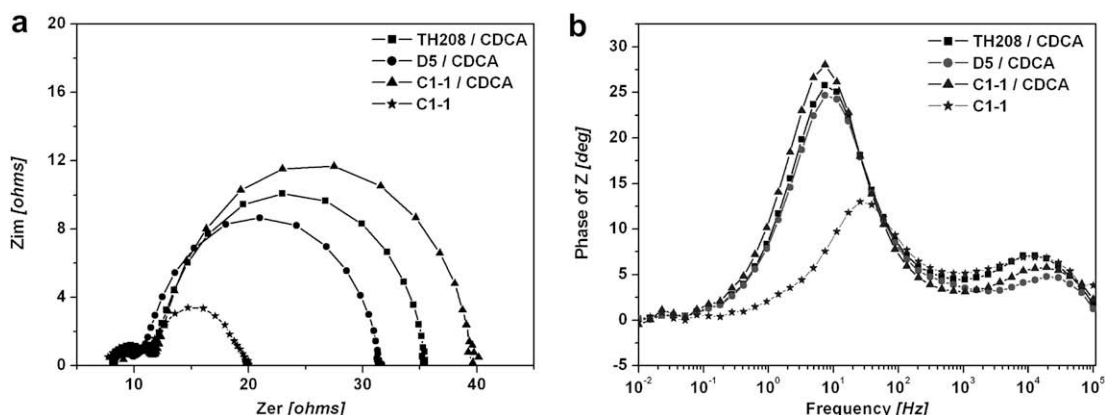 a
20
16
12
8
4
0
Zim [ohms]
TH208 / CDCA
D5 / CDCA
C1-1 / CDCA
C1-1
10 20 30 40
Zer [ohms]
b
30
25
20
15
10
5
0
-5
Phase of Z [deg]
TH208 / CDCA
D5 / CDCA
C1-1 / CDCA
C1-1
10-2 10-1 100 101 102 103 104 105
Frequency [Hz]